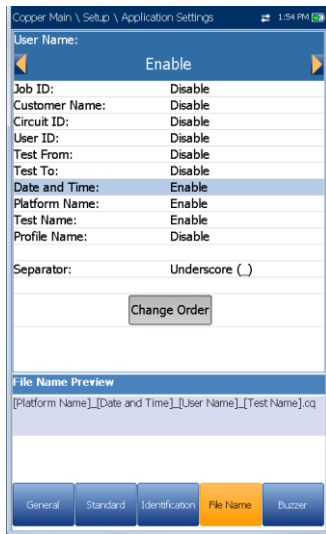 Copper Main \ Setup \ Application Settings 1:54 PM
User Name:
Enable
Job ID: Disable
Customer Name: Disable
Circuit ID: Disable
User ID: Disable
Test From: Disable
Test To: Disable
Date and Time: Enable
Platform Name: Enable
Test Name: Enable
Profile Name: Disable
Separator: Underscore (_)
Change Order
File Name Preview
[Platform Name]_[Date and Time]_[User Name]_[Test Name].cq
General Standard Identification File Name Buzzer